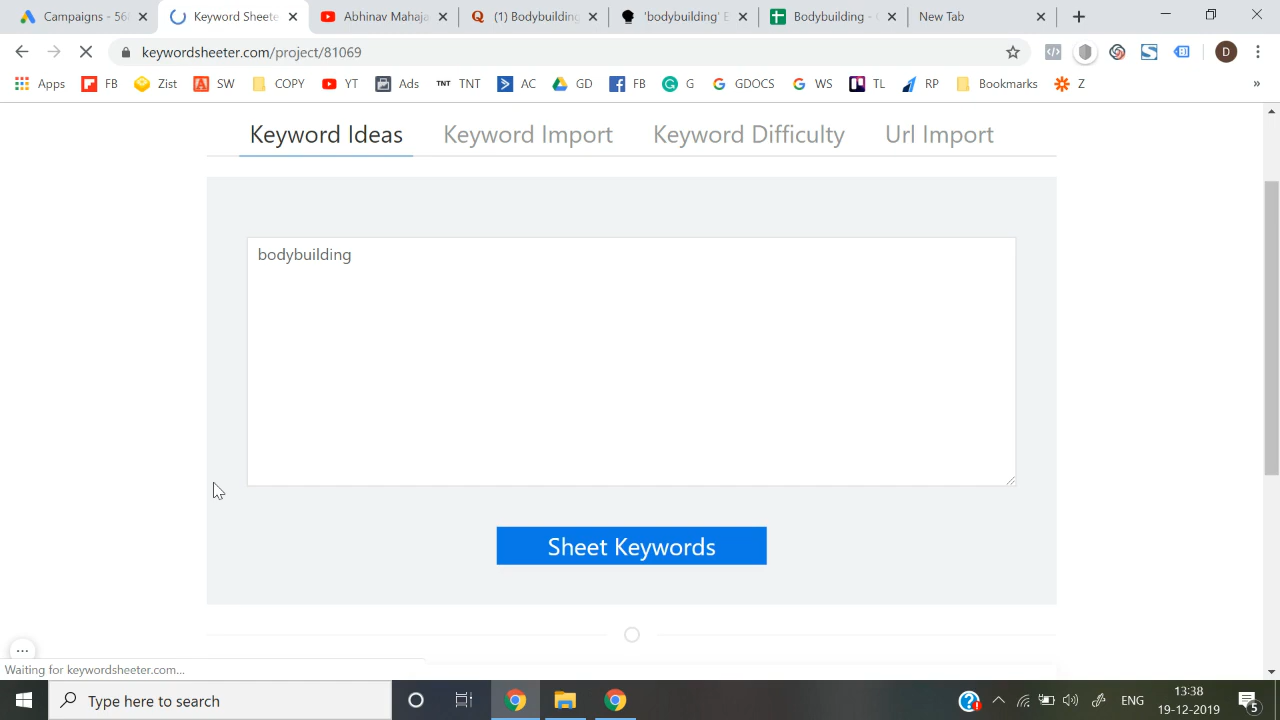 Campaigns - 568
Keyword Sheete
Abhinav Mahaja
(1) bodybuilding
'bodybuilding' E
Bodybuilding - G
New Tab
keywordsheeter.com/project/81069
D
Apps
FB
Zist
SW
COPY
YT
Ads
TNT TNT
AC
GD
FB
G
GDOCS
WS
TL
RP
Bookmarks
Z
»
Keyword Ideas
Keyword Import
Keyword Difficulty
Url Import
bodybuilding
Sheet Keywords
Waiting for keywordsheeter.com...
Type here to search
ENG
13:38
19-12-2019
5